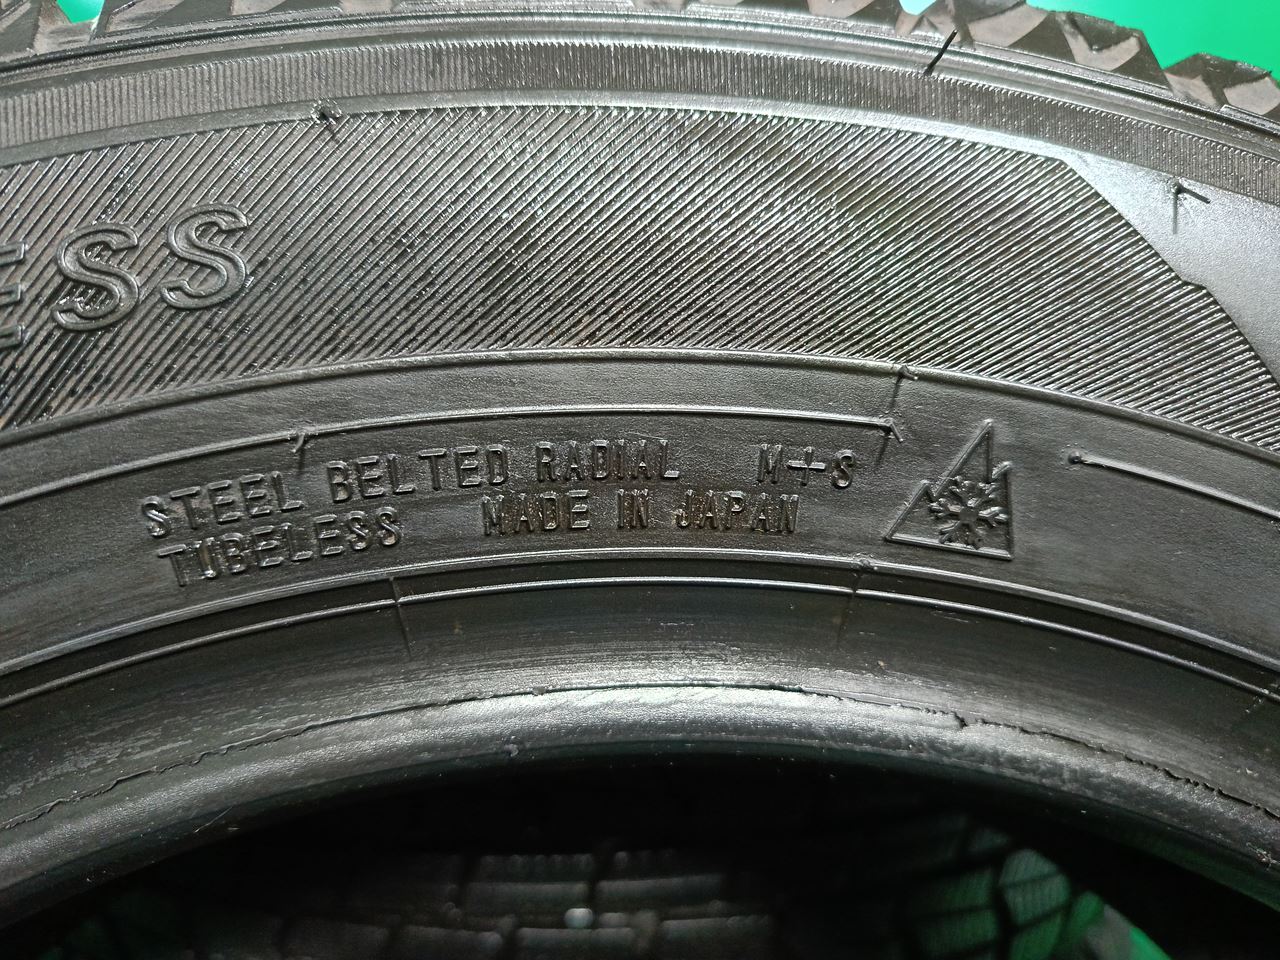 ESS
STEEL BELTED RADIAL M+S
TUBELESS MADE IN JAPAN